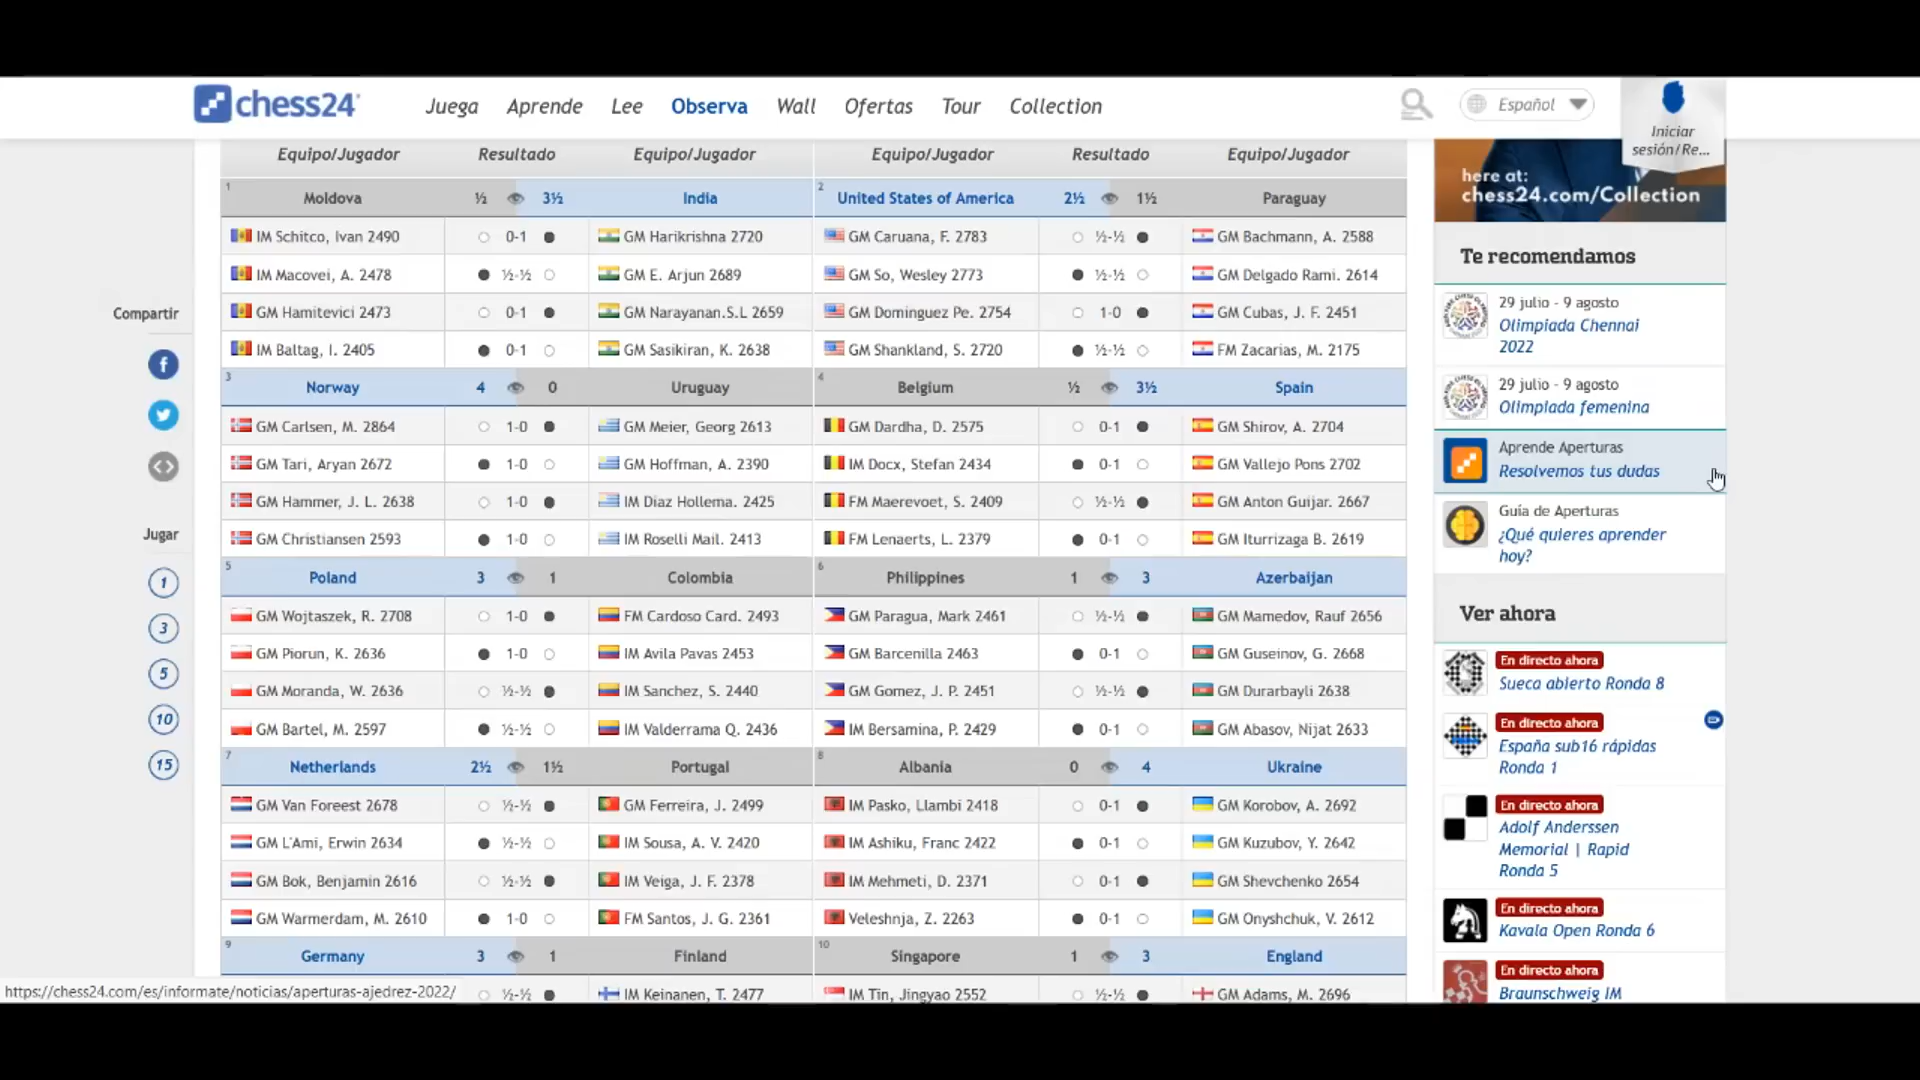 chess24
Juega Aprende Lee Observa Wall Ofertas Tour Collection
Español
Iniciar
sesión/Re...
Equipo/Jugador Resultado Equipo/Jugador Equipo/Jugador Resultado Equipo/Jugador
1 Moldova ½ 3½ India 2 United States of America 2½ 1½ Paraguay
IM Schitco, Ivan 2490 0-1 GM Harikrishna 2720 GM Caruana, F. 2783 ½-½ GM Bachmann, A. 2588
IM Macovei, A. 2478 ½-½ GM E. Arjun 2689 GM So, Wesley 2773 ½-½ GM Delgado Rami. 2614
GM Hamitevici 2473 0-1 GM Narayanan.S.L 2659 GM Dominguez Pe. 2754 1-0 GM Cubas, J. F. 2451
IM Baltag, I. 2405 0-1 GM Sasikiran, K. 2638 GM Shankland, S. 2720 ½-½ FM Zacarias, M. 2175
3 Norway 4 0 Uruguay 4 Belgium ½ 3½ Spain
GM Carlsen, M. 2864 1-0 GM Meier, Georg 2613 GM Dardha, D. 2575 0-1 GM Shirov, A. 2704
GM Tari, Aryan 2672 1-0 GM Hoffman, A. 2390 IM Docx, Stefan 2434 0-1 GM Vallejo Pons 2702
GM Hammer, J. L. 2638 1-0 IM Diaz Hollema. 2425 FM Maerevoet, S. 2409 ½-½ GM Anton Guijar. 2667
GM Christiansen 2593 1-0 IM Roselli Mail. 2413 FM Lenaerts, L. 2379 0-1 GM Iturrizaga B. 2619
5 Poland 3 1 Colombia 6 Philippines 1 3 Azerbaijan
GM Wojtaszek, R. 2708 1-0 FM Cardoso Card. 2493 GM Paragua, Mark 2461 ½-½ GM Mamedov, Rauf 2656
GM Piorun, K. 2636 1-0 IM Avila Pavas 2453 GM Barcenilla 2463 0-1 GM Guseinov, G. 2668
GM Moranda, W. 2636 ½-½ IM Sanchez, S. 2440 GM Gomez, J. P. 2451 ½-½ GM Durarbayli 2638
GM Bartel, M. 2597 ½-½ IM Valderrama Q. 2436 IM Bersamina, P. 2429 0-1 GM Abasov, Nijat 2633
7 Netherlands 2½ 1½ Portugal 8 Albania 0 4 Ukraine
GM Van Foreest 2678 ½-½ GM Ferreira, J. 2499 IM Pasko, Llambi 2418 0-1 GM Korobov, A. 2692
GM L'Ami, Erwin 2634 ½-½ IM Sousa, A. V. 2420 IM Ashiku, Franc 2422 0-1 GM Kuzubov, Y. 2642
GM Bok, Benjamin 2616 ½-½ IM Veiga, J. F. 2378 IM Mehmeti, D. 2371 0-1 GM Shevchenko 2654
GM Warmerdam, M. 2610 1-0 FM Santos, J. G. 2361 Veleshnja, Z. 2263 0-1 GM Onyshchuk, V. 2612
9 Germany 3 1 Finland 10 Singapore 1 3 England
½-½ IM Keinanen, T. 2477 IM Tin, Jingyao 2552 ½-½ GM Adams, M. 2696
Compartir
Jugar
1
3
5
10
15
here at:
chess24.com/Collection
Te recomendamos
29 julio - 9 agosto
Olimpiada Chennai
2022
29 julio - 9 agosto
Olimpiada femenina
Aprende Aperturas
Resolvemos tus dudas
Guía de Aperturas
¿Qué quieres aprender
hoy?
Ver ahora
En directo ahora
Sueca abierto Ronda 8
En directo ahora
España sub16 rápidas
Ronda 1
En directo ahora
Adolf Anderssen
Memorial | Rapid
Ronda 5
En directo ahora
Kavala Open Ronda 6
En directo ahora
Braunschweig IM
https://chess24.com/es/informate/noticias/aperturas-ajedrez-2022/